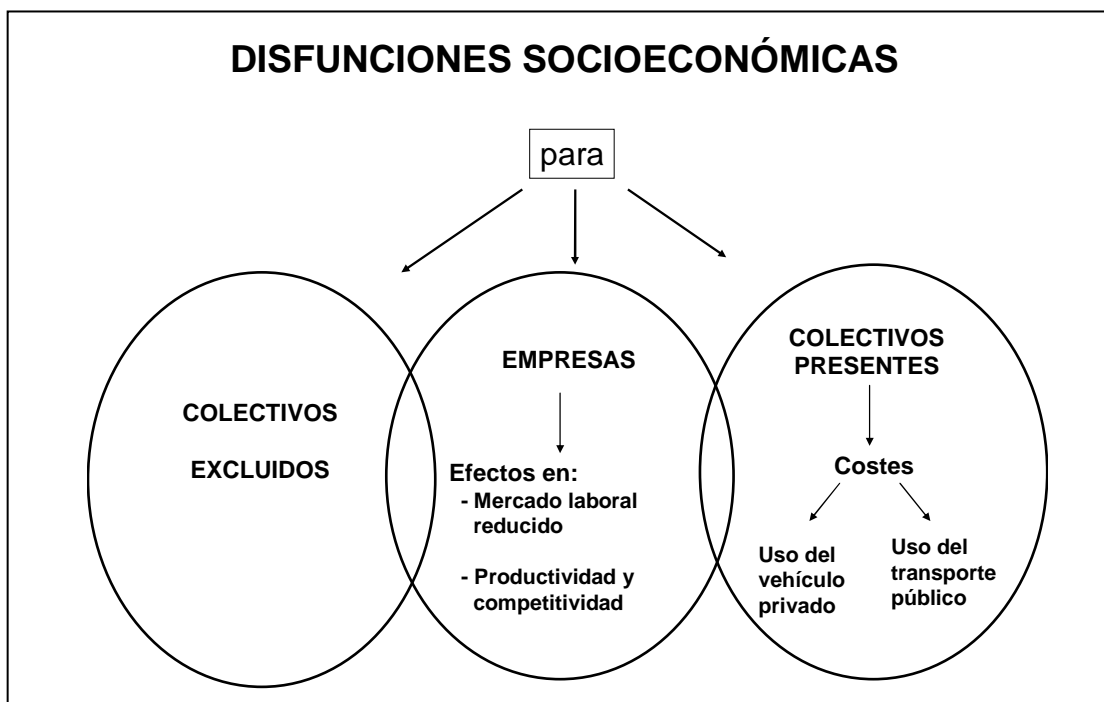 DISFUNCIONES SOCIOECONÓMICAS
para
COLECTIVOS
EXCLUIDOS
EMPRESAS
Efectos en:
- Mercado laboral
reducido
- Productividad y
competitividad
COLECTIVOS
PRESENTES
Costes
Uso del
vehículo
privado
Uso del
transporte
público